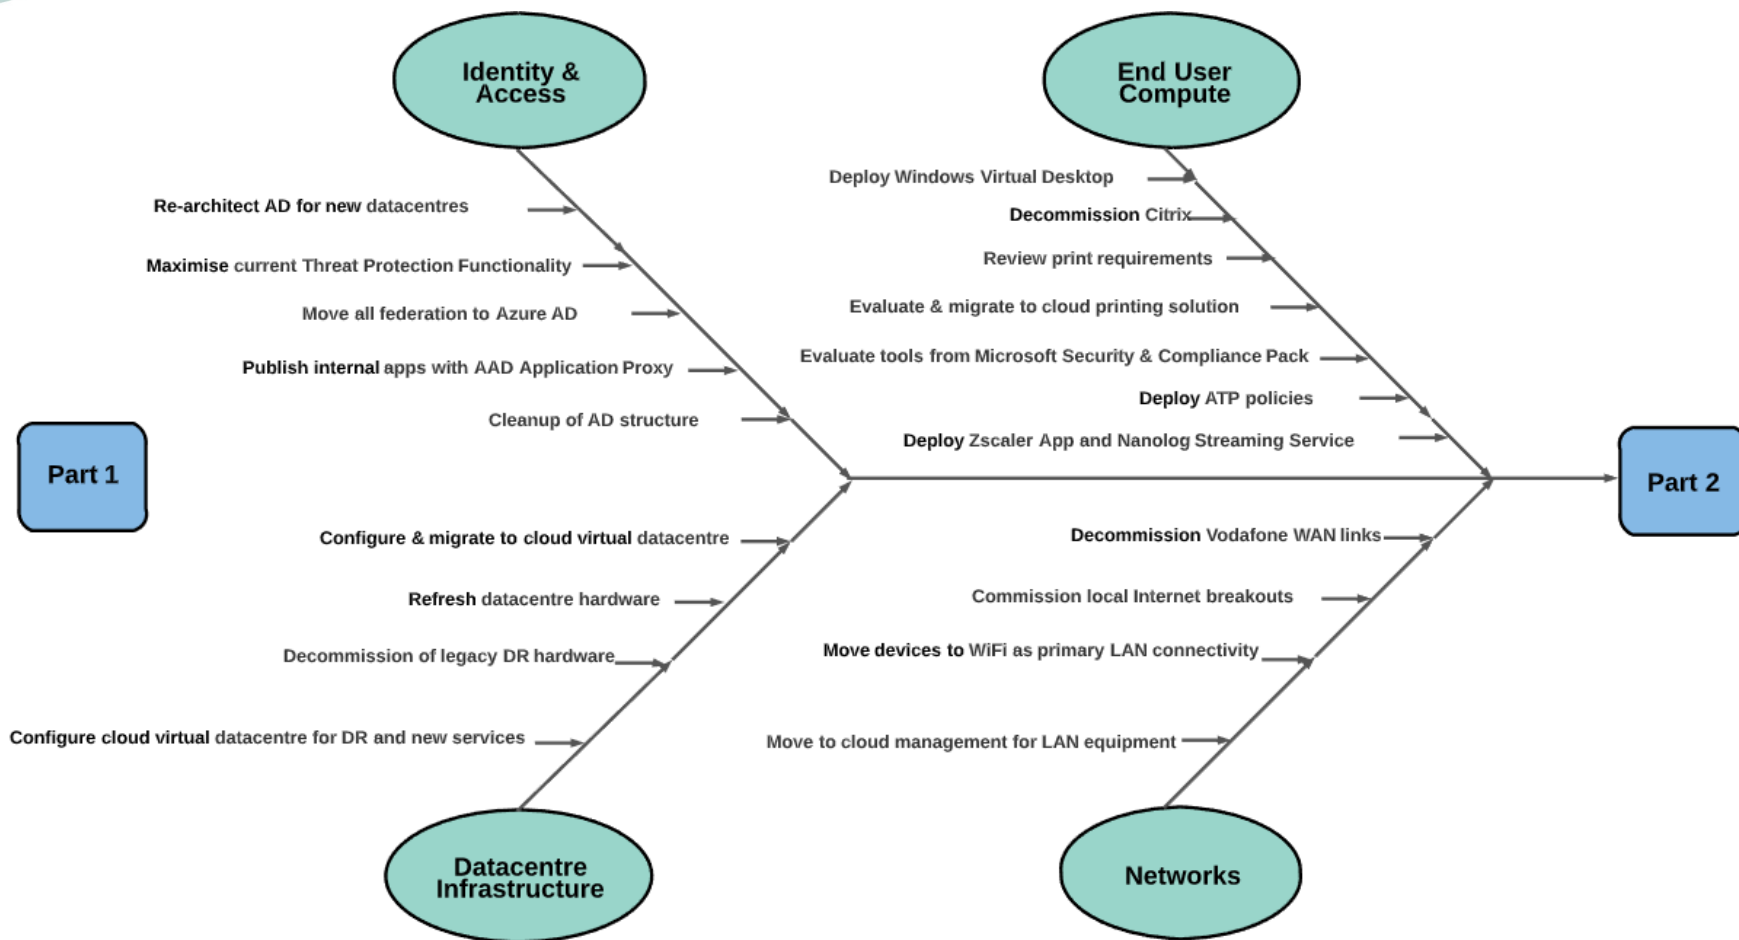 Identity &
Access
End User
Compute
Re-architect AD for new datacentres
Maximise current Threat Protection Functionality
Move all federation to Azure AD
Publish internal apps with AAD Application Proxy
Cleanup of AD structure
Deploy Windows Virtual Desktop
Decommission Citrix
Review print requirements
Evaluate & migrate to cloud printing solution
Evaluate tools from Microsoft Security & Compliance Pack
Deploy ATP policies
Deploy Zscaler App and Nanolog Streaming Service
Part 1
Part 2
Configure & migrate to cloud virtual datacentre
Refresh datacentre hardware
Decommission of legacy DR hardware
Configure cloud virtual datacentre for DR and new services
Decommission Vodafone WAN links
Commission local Internet breakouts
Move devices to WiFi as primary LAN connectivity
Move to cloud management for LAN equipment
Datacentre
Infrastructure
Networks